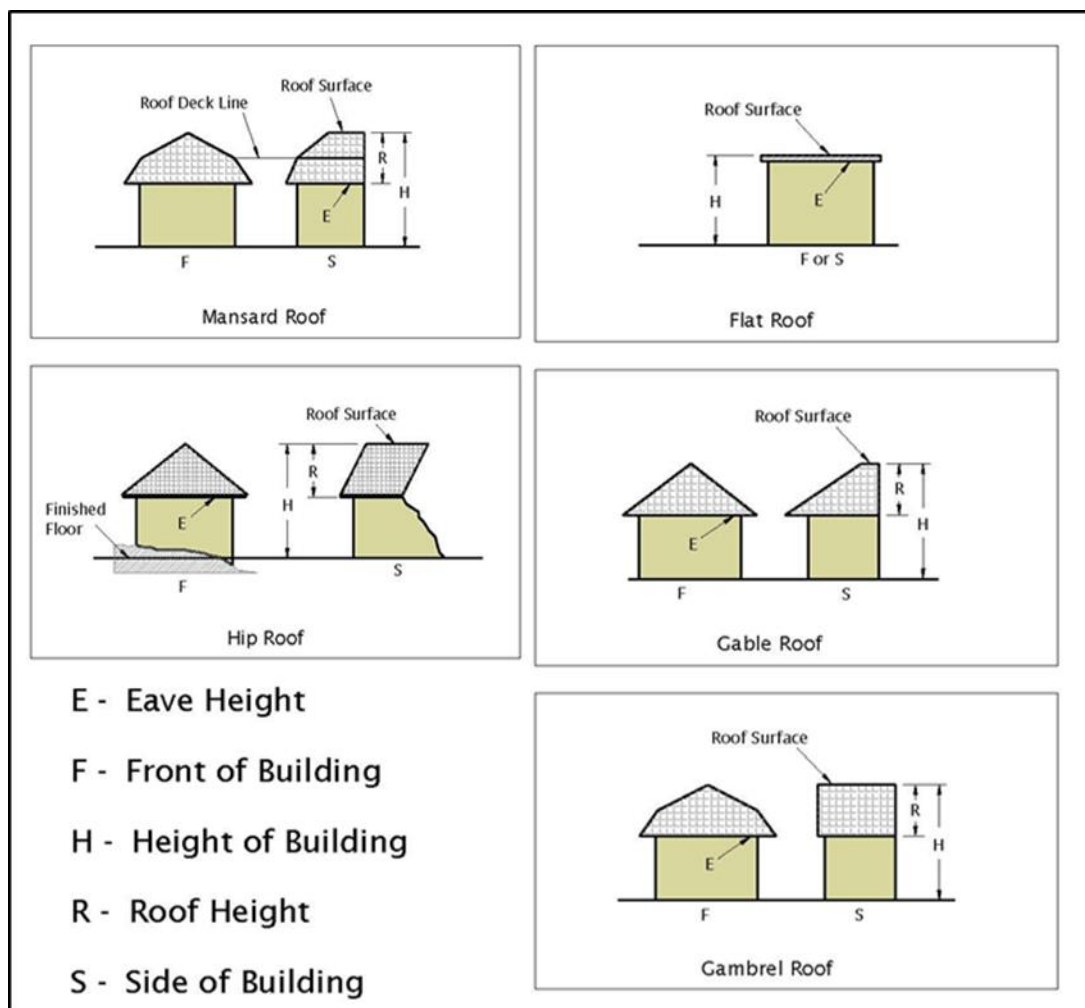 Roof Surface
Roof Deck Line
R
H
E
F
S
Mansard Roof
Roof Surface
H
E
F or S
Flat Roof
Roof Surface
R
H
Finished
Floor
E
F
S
Hip Roof
Roof Surface
R
H
E
F
S
Gable Roof
E - Eave Height
F - Front of Building
H - Height of Building
R - Roof Height
S - Side of Building
Roof Surface
R
H
E
F
S
Gambrel Roof